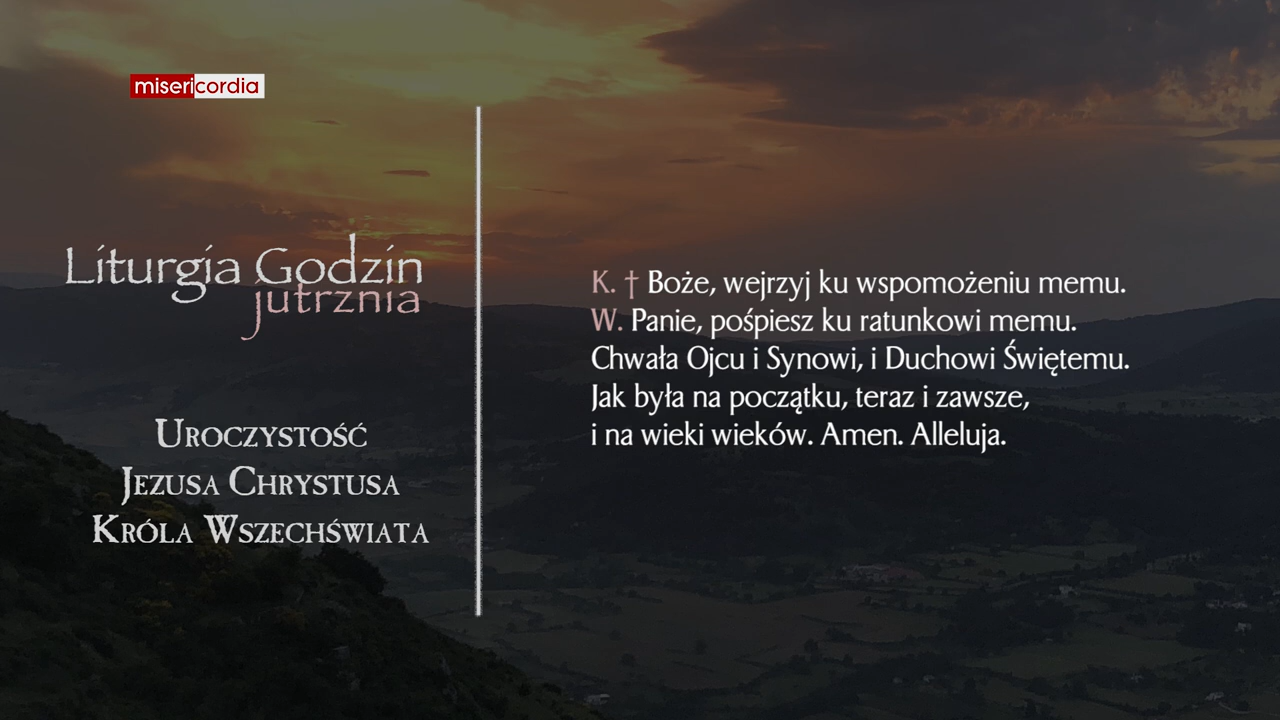 misericordia
Liturgia Godzin
jutrznia
Uroczystość
Jezusa Chrystusa
Króla Wszechświata
K. † Boże, wejrzyj ku wspomożeniu memu.
W. Panie, pośpiesz ku ratunkowi memu.
Chwała Ojcu i Synowi, i Duchowi Świętemu.
Jak była na początku, teraz i zawsze,
i na wieki wieków. Amen. Alleluja.